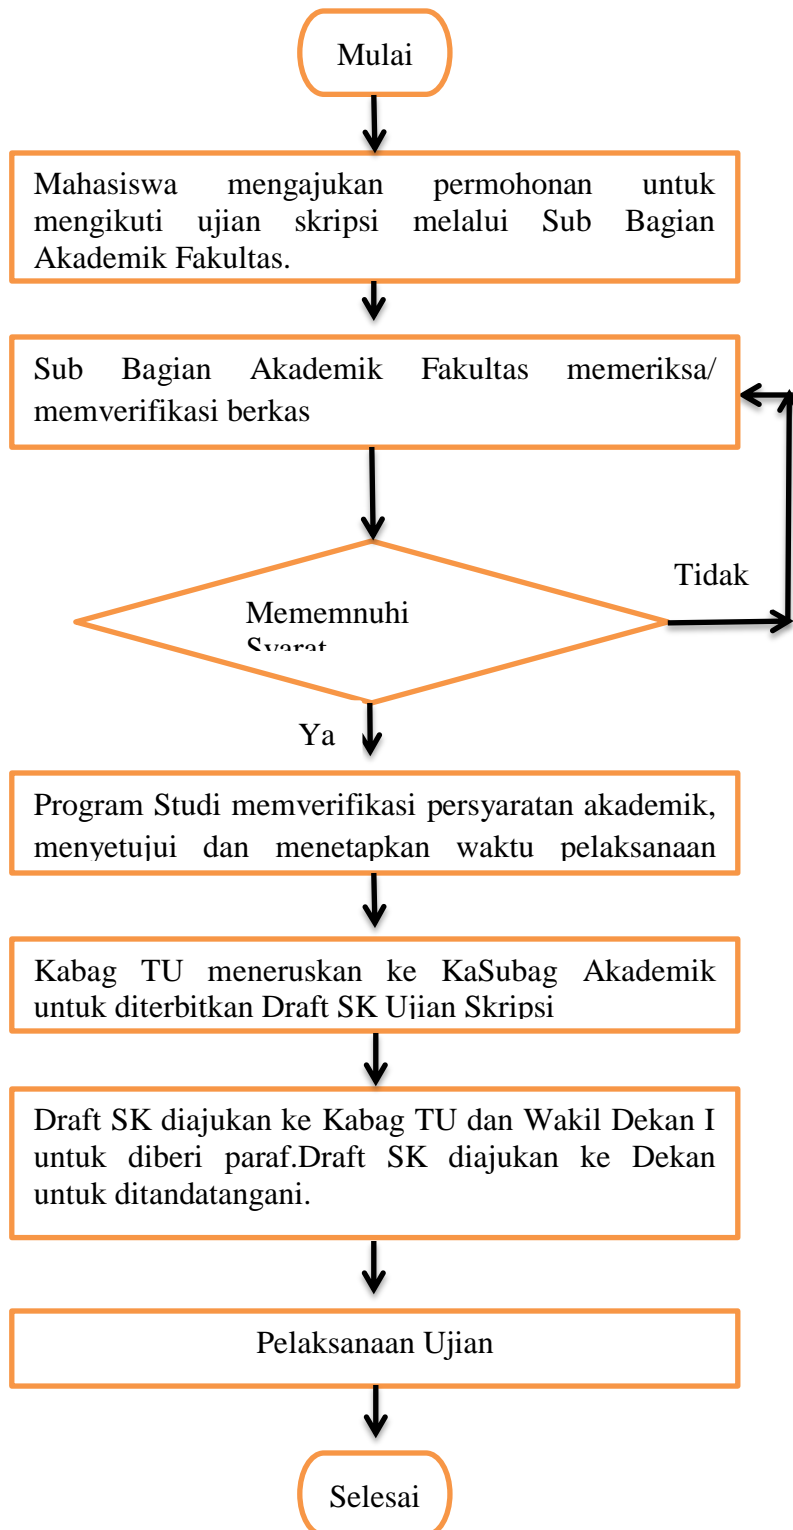 Mulai
Mahasiswa mengajukan permohonan untuk
mengikuti ujian skripsi melalui Sub Bagian
Akademik Fakultas.
Sub Bagian Akademik Fakultas memeriksa/
memverifikasi berkas
Tidak
Mememnuhi
Syarat
Ya
Program Studi memverifikasi persyaratan akademik,
menyetujui dan menetapkan waktu pelaksanaan
Kabag TU meneruskan ke KaSubag Akademik
untuk diterbitkan Draft SK Ujian Skripsi
Draft SK diajukan ke Kabag TU dan Wakil Dekan I
untuk diberi paraf.Draft SK diajukan ke Dekan
untuk ditandatangani.
Pelaksanaan Ujian
Selesai